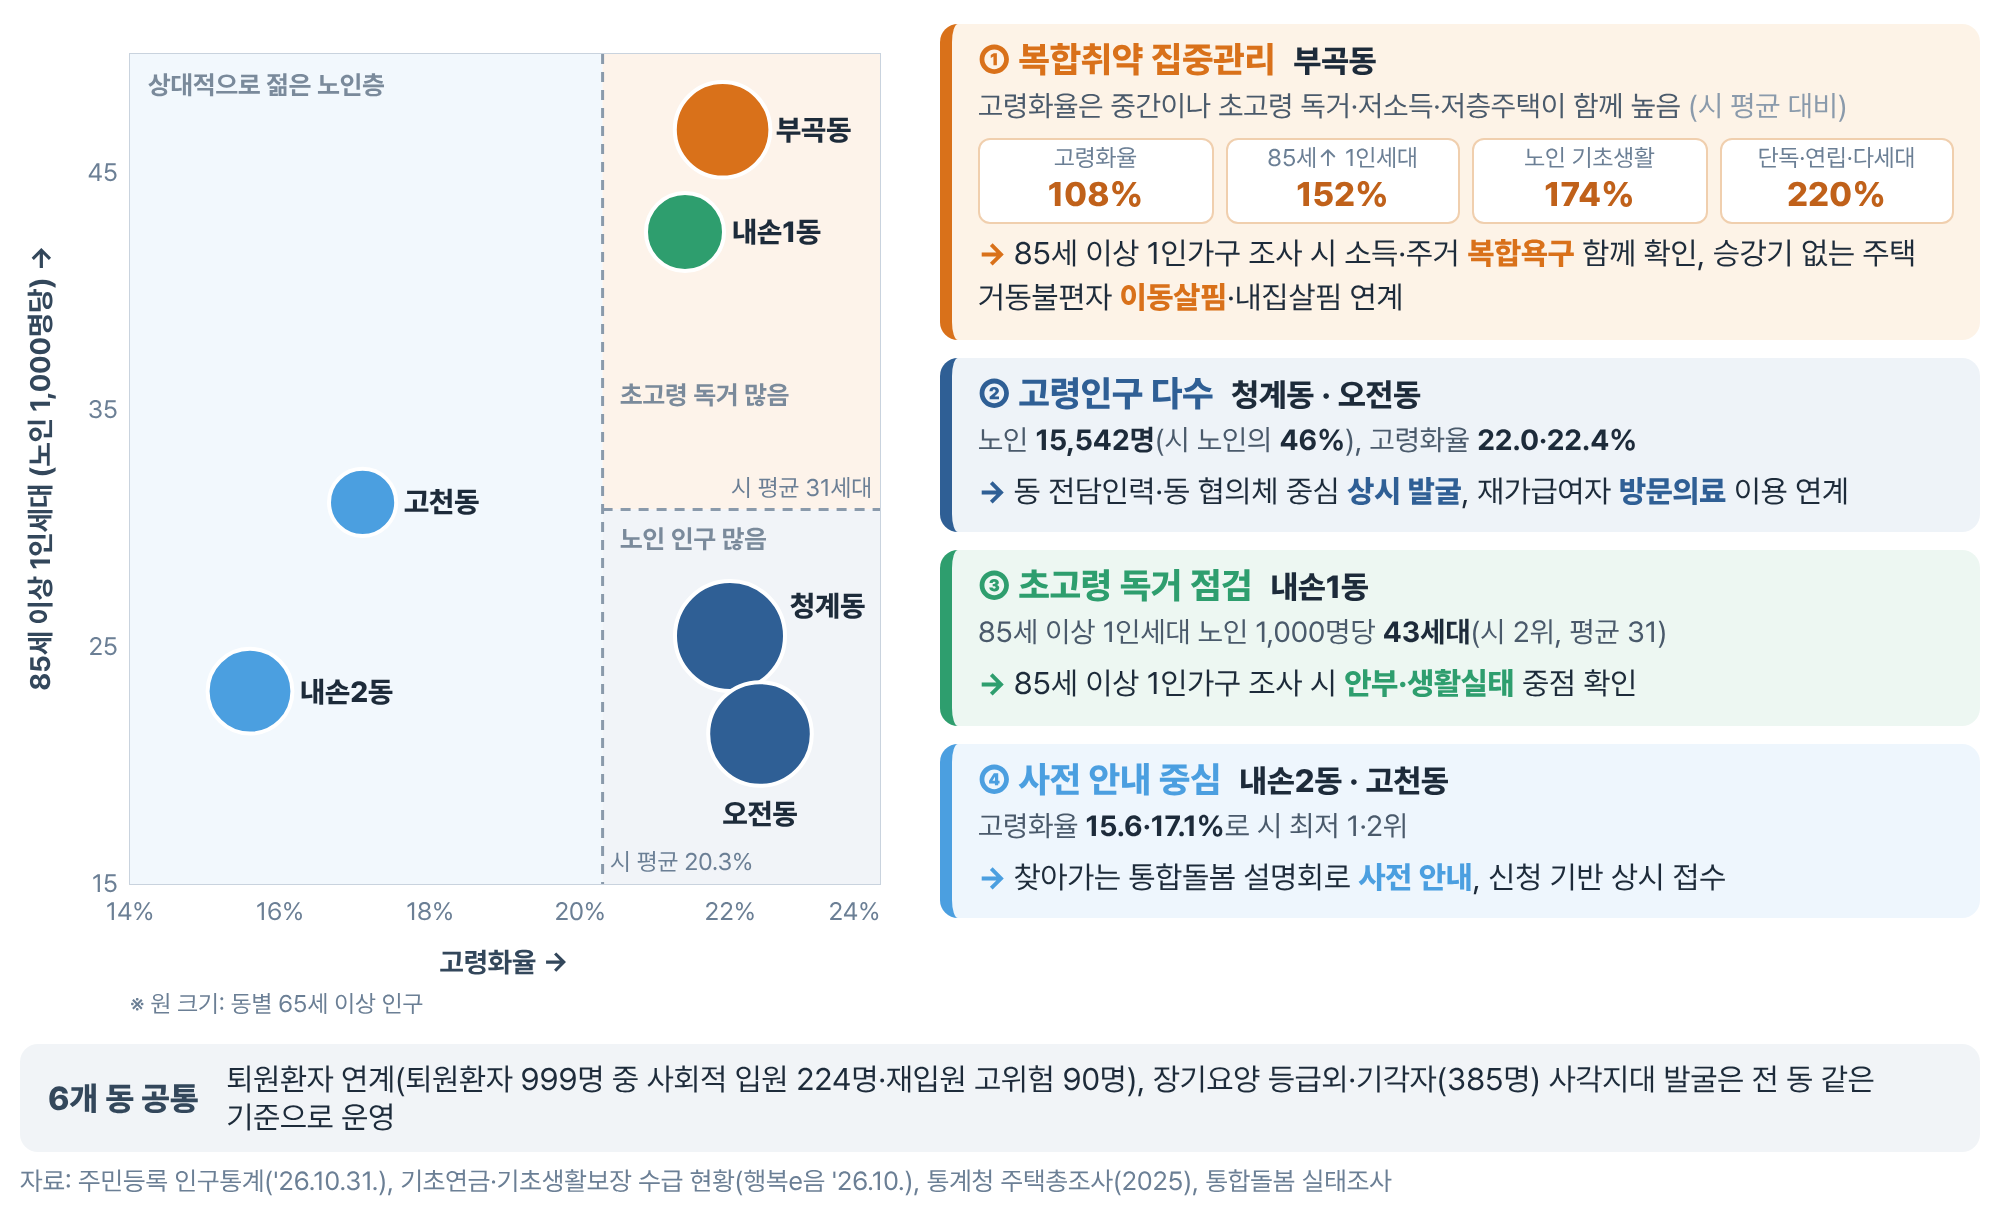 상대적으로 젊은 노인층
부곡동
내손1동
초고령 독거 많음
시 평균 31세대
노인 인구 많음
고천동
청계동
내손2동
오전동
시 평균 20.3%
45
35
25
15
14%
16%
18%
20%
22%
24%
85세 이상 1인세대 (노인 1,000명당) →
고령화율 →
※ 원 크기: 동별 65세 이상 인구
① 복합취약 집중관리 부곡동
고령화율은 중간이나 초고령 독거·저소득·저층주택이 함께 높음 (시 평균 대비)
고령화율
108%
85세↑ 1인세대
152%
노인 기초생활
174%
단독·연립·다세대
220%
→ 85세 이상 1인가구 조사 시 소득·주거 복합욕구 함께 확인, 승강기 없는 주택
거동불편자 이동살핌·내집살핌 연계
② 고령인구 다수 청계동 · 오전동
노인 15,542명(시 노인의 46%), 고령화율 22.0·22.4%
→ 동 전담인력·동 협의체 중심 상시 발굴, 재가급여자 방문의료 이용 연계
③ 초고령 독거 점검 내손1동
85세 이상 1인세대 노인 1,000명당 43세대(시 2위, 평균 31)
→ 85세 이상 1인가구 조사 시 안부·생활실태 중점 확인
④ 사전 안내 중심 내손2동 · 고천동
고령화율 15.6·17.1%로 시 최저 1·2위
→ 찾아가는 통합돌봄 설명회로 사전 안내, 신청 기반 상시 접수
6개 동 공통
퇴원환자 연계(퇴원환자 999명 중 사회적 입원 224명·재입원 고위험 90명), 장기요양 등급외·기각자(385명) 사각지대 발굴은 전 동 같은
기준으로 운영
자료: 주민등록 인구통계('26.10.31.), 기초연금·기초생활보장 수급 현황(행복e음 '26.10.), 통계청 주택총조사(2025), 통합돌봄 실태조사